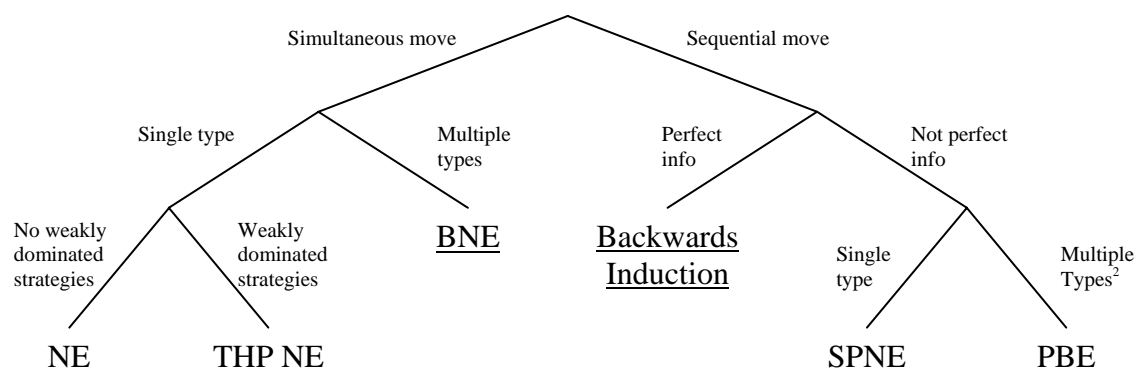 Simultaneous move
Sequential move
Single type
Multiple
types
Perfect
info
Not perfect
info
No weakly
dominated
strategies
Weakly
dominated
strategies
BNE
Backwards
Induction
Single
type
Multiple
Types²
NE
THP NE
SPNE
PBE